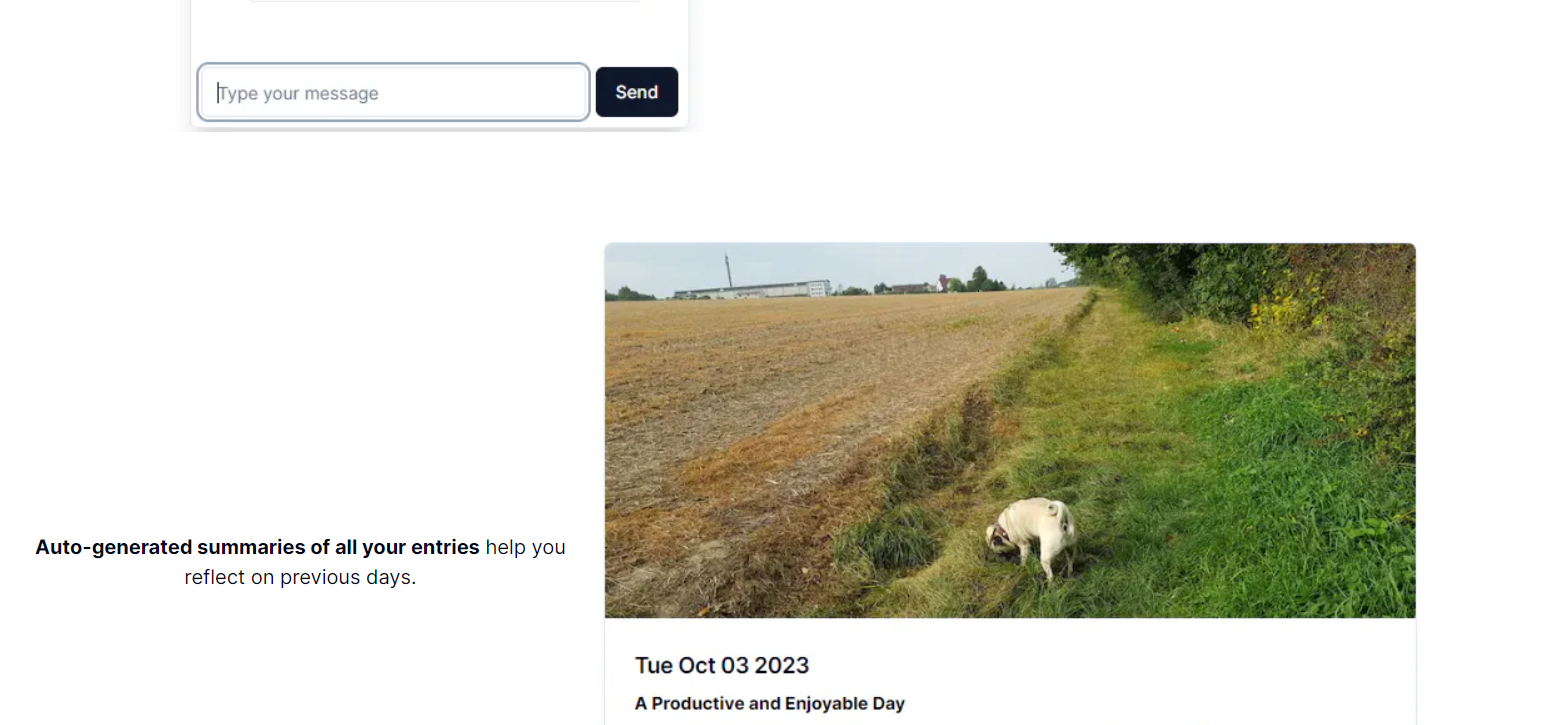 Type your message
Send
Auto-generated summaries of all your entries help you
reflect on previous days.
Tue Oct 03 2023
A Productive and Enjoyable Day